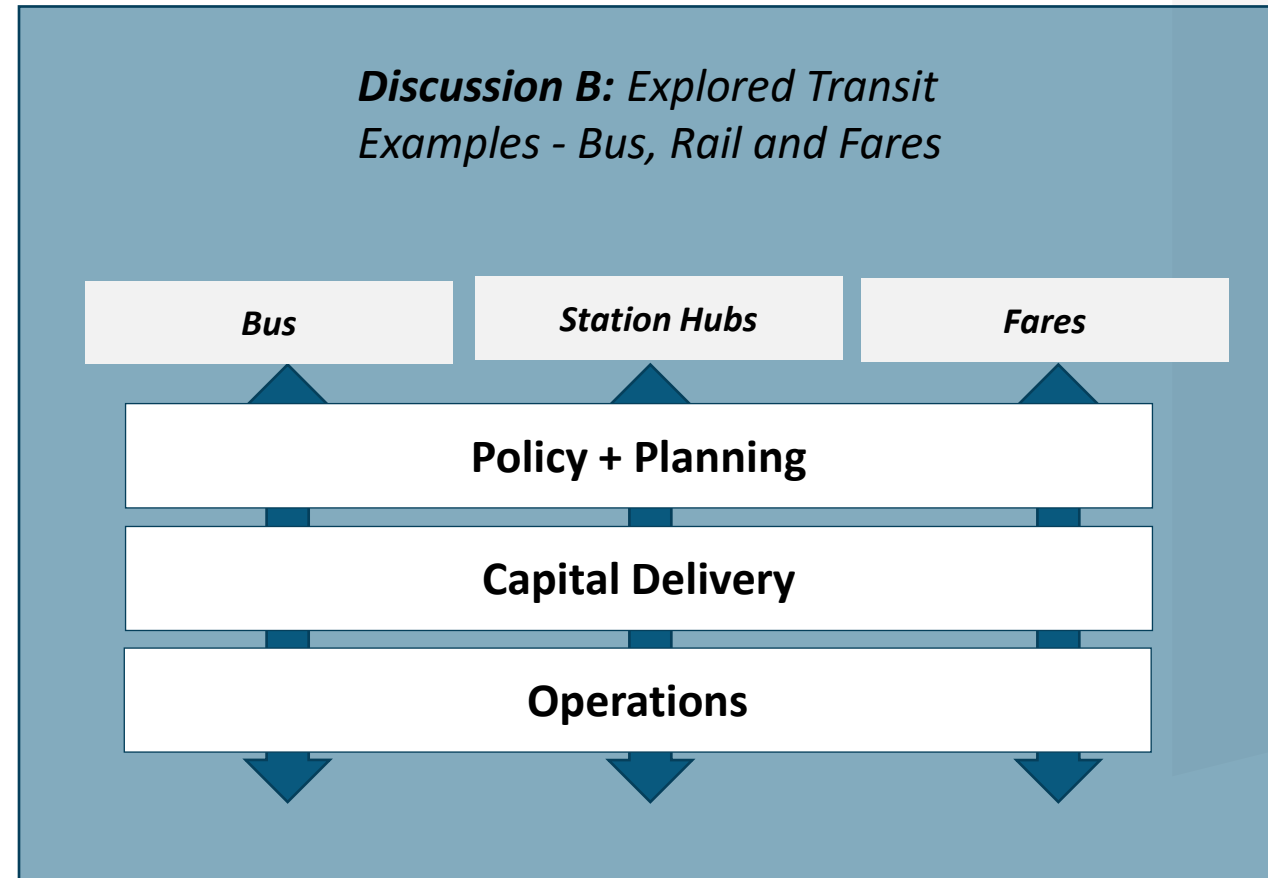 Discussion B: Explored Transit
Examples - Bus, Rail and Fares
Bus
Station Hubs
Fares
Policy + Planning
Capital Delivery
Operations